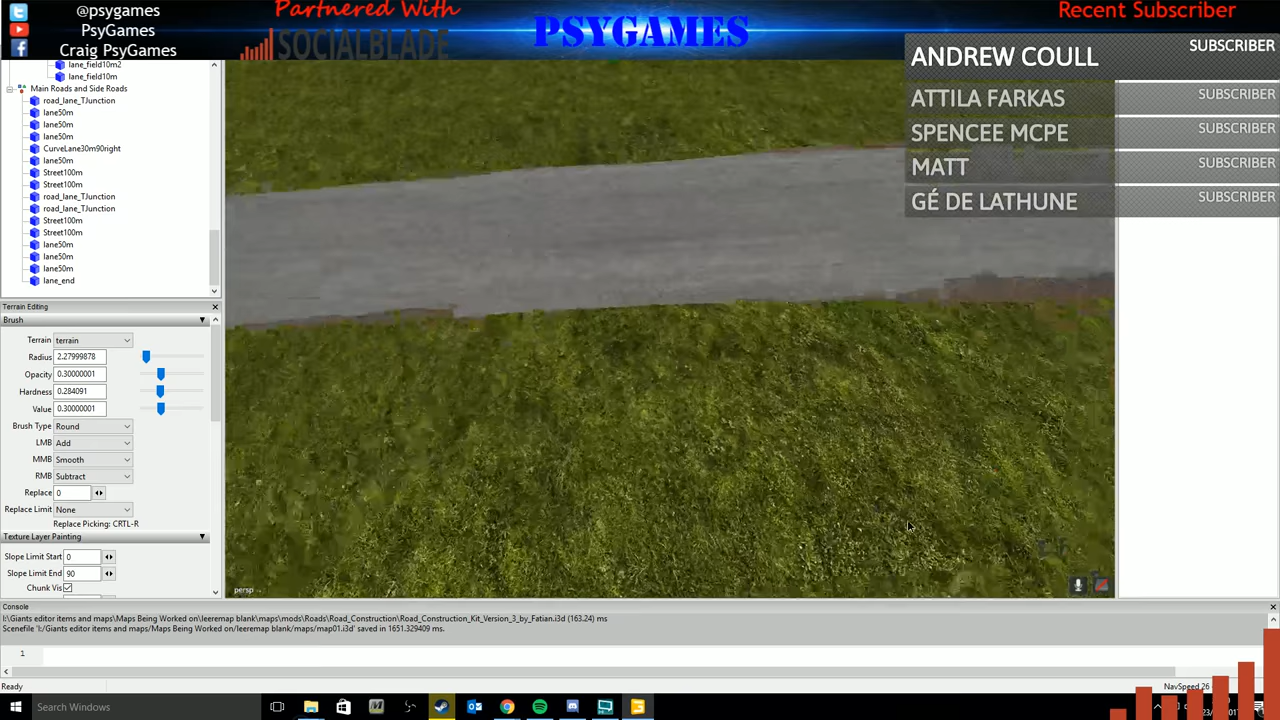 @psygames
PsyGames
Craig PsyGames
Partnered With
SOCIALBLADE
PSYGAMES
Recent Subscriber
ANDREW COULL SUBSCRIBER
ATTILA FARKAS SUBSCRIBER
SPENCEE MCPE SUBSCRIBER
MATT SUBSCRIBER
GÉ DE LATHUNE SUBSCRIBER
lane_field10m2
lane_field10m
Main Roads and Side Roads
road_lane_TJunction
lane50m
lane50m
lane50m
CurveLane30m90right
lane50m
Street100m
Street100m
road_lane_TJunction
road_lane_TJunction
Street100m
Street100m
lane50m
lane50m
lane50m
lane_end
Terrain Editing
Brush
Terrain terrain
Radius 2.27999878
Opacity 0.30000001
Hardness 0.284091
Value 0.30000001
Brush Type Round
LMB Add
MMB Smooth
RMB Subtract
Replace 0
Replace Limit None
Replace Picking: CRTL-R
Texture Layer Painting
Slope Limit Start 0
Slope Limit End 90
Chunk Vis
persp
Console
I:\Giants editor items and maps\Maps Being Worked on\leeremap blank\maps\mods\Roads\Road_Construction\Road_Construction_Kit_Version_3_by_Fatian.i3d (163.24) ms
Scenefile 'I:/Giants editor items and maps/Maps Being Worked on/leeremap blank/maps/map01.i3d' saved in 1651.329409 ms.
1
Ready
NavSpeed 26
Search Windows